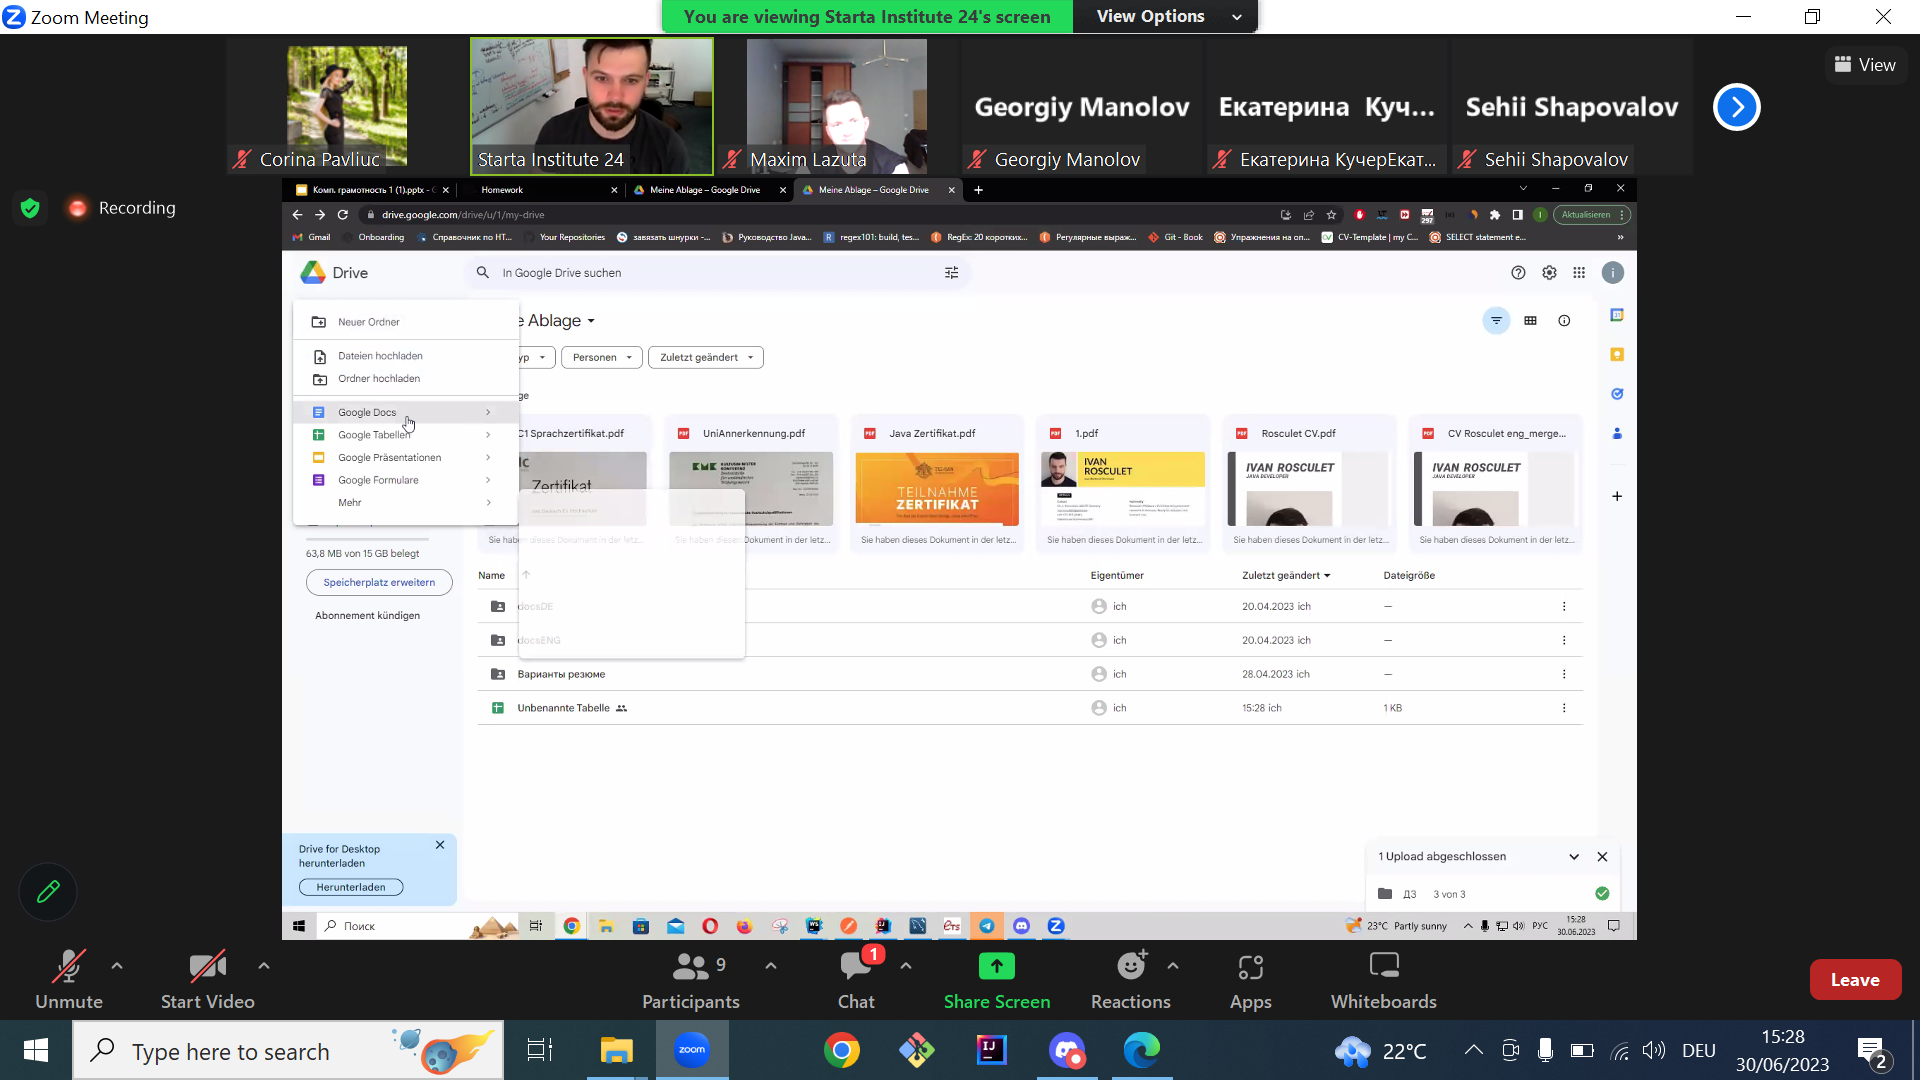 Zoom Meeting
You are viewing Starta Institute 24's screen
View Options
View
Corina Pavliuc
Starta Institute 24
Maxim Lazuta
Georgiy Manolov
Georgiy Manolov
Екатерина Куч...
Екатерина КучерЕкат...
Sehii Shapovalov
Sehii Shapovalov
Recording
Комп. грамотность 1 (1).pptx - G
Homework
Meine Ablage – Google Drive
Meine Ablage – Google Drive
drive.google.com/drive/u/1/my-drive
297
Aktualisieren
Gmail
Onboarding
Справочник по HT...
Your Repositories
завязать шнурки -...
Руководство Java...
regex101: build, tes...
RegEx: 20 коротких...
Регулярные выраж...
Git - Book
Упражнения на оп...
CV-Template | my C...
SELECT statement e...
»
Drive
In Google Drive suchen
i
Neuer Ordner
Dateien hochladen
Ordner hochladen
Google Docs
Google Tabellen
Google Präsentationen
Google Formulare
Mehr
e Ablage
yp
Personen
Zuletzt geändert
ge
C1 Sprachzertifikat.pdf
UniAnnerkennung.pdf
Java Zertifikat.pdf
1.pdf
Rosculet CV.pdf
CV Rosculet eng_merge...
Zertifikat
KMK
TEILNAHME
ZERTIFIKAT
IVAN
ROSCULET
IVAN ROSCULET
JAVA DEVELOPER
IVAN ROSCULET
JAVA DEVELOPER
Sie haben dieses Dokument in der letz...
Sie haben dieses Dokument in der letz...
Sie haben dieses Dokument in der letz...
Sie haben dieses Dokument in der letz...
Sie haben dieses Dokument in der letz...
Sie haben dieses Dokument in der letz...
63,8 MB von 15 GB belegt
Speicherplatz erweitern
Abonnement kündigen
Name
Eigentümer
Zuletzt geändert
Dateigröße
docsDE
ich
20.04.2023 ich
—
docsENG
ich
20.04.2023 ich
—
Варианты резюме
ich
28.04.2023 ich
—
Unbenannte Tabelle
ich
15:28 ich
1 KB
Drive for Desktop
herunterladen
Herunterladen
1 Upload abgeschlossen
ДЗ
3 von 3
Поиск
23°C Partly sunny
РУС
15:28
30.06.2023
Unmute
Start Video
9
Participants
1
Chat
Share Screen
Reactions
Apps
Whiteboards
Leave
Type here to search
zoom
22°C
DEU
15:28
30/06/2023
2